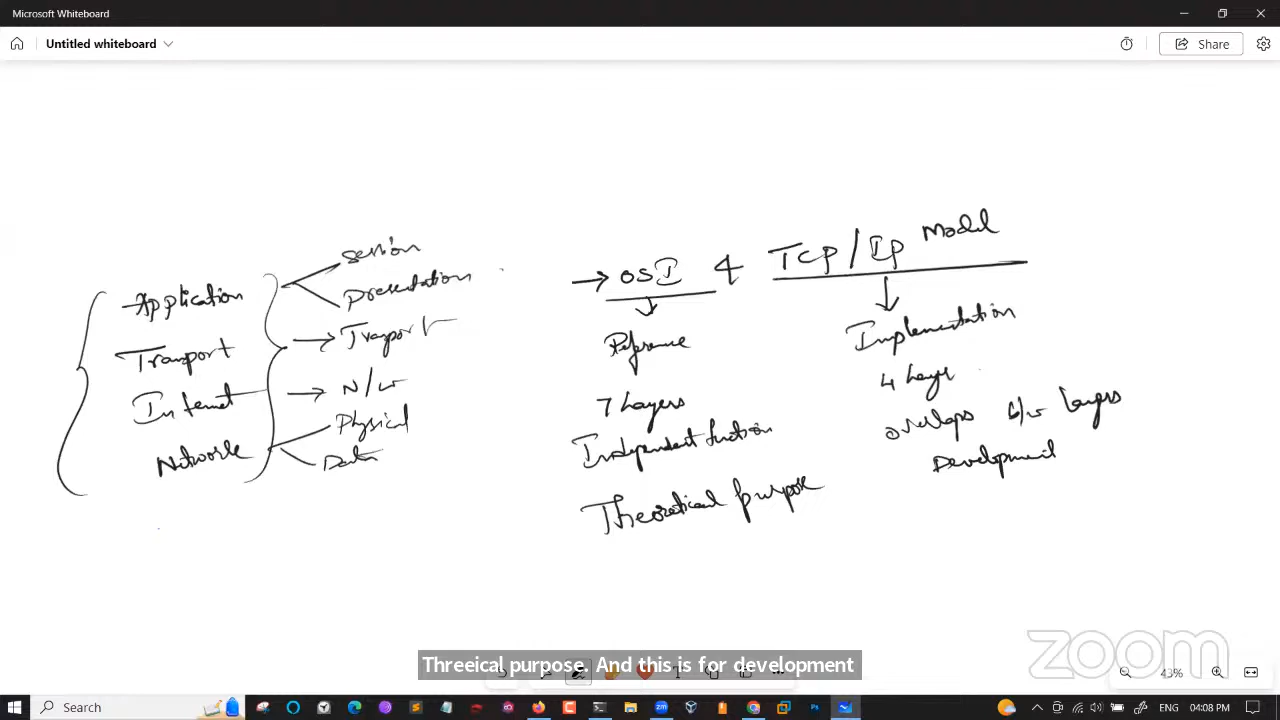 Microsoft Whiteboard
Untitled whiteboard
Share
Application
Transport
Internet
Network
Session
Presentation
Transport
N/w
Physical
Data
→ OSI & TCP/IP Model
Reference
7 Layers
Independent function
Theoretical purpose
Implementation
4 Layer
overlaps b/w layers
Development
zoom
Threeical purpose. And this is for development
43%
Search
ENG
04:08 PM